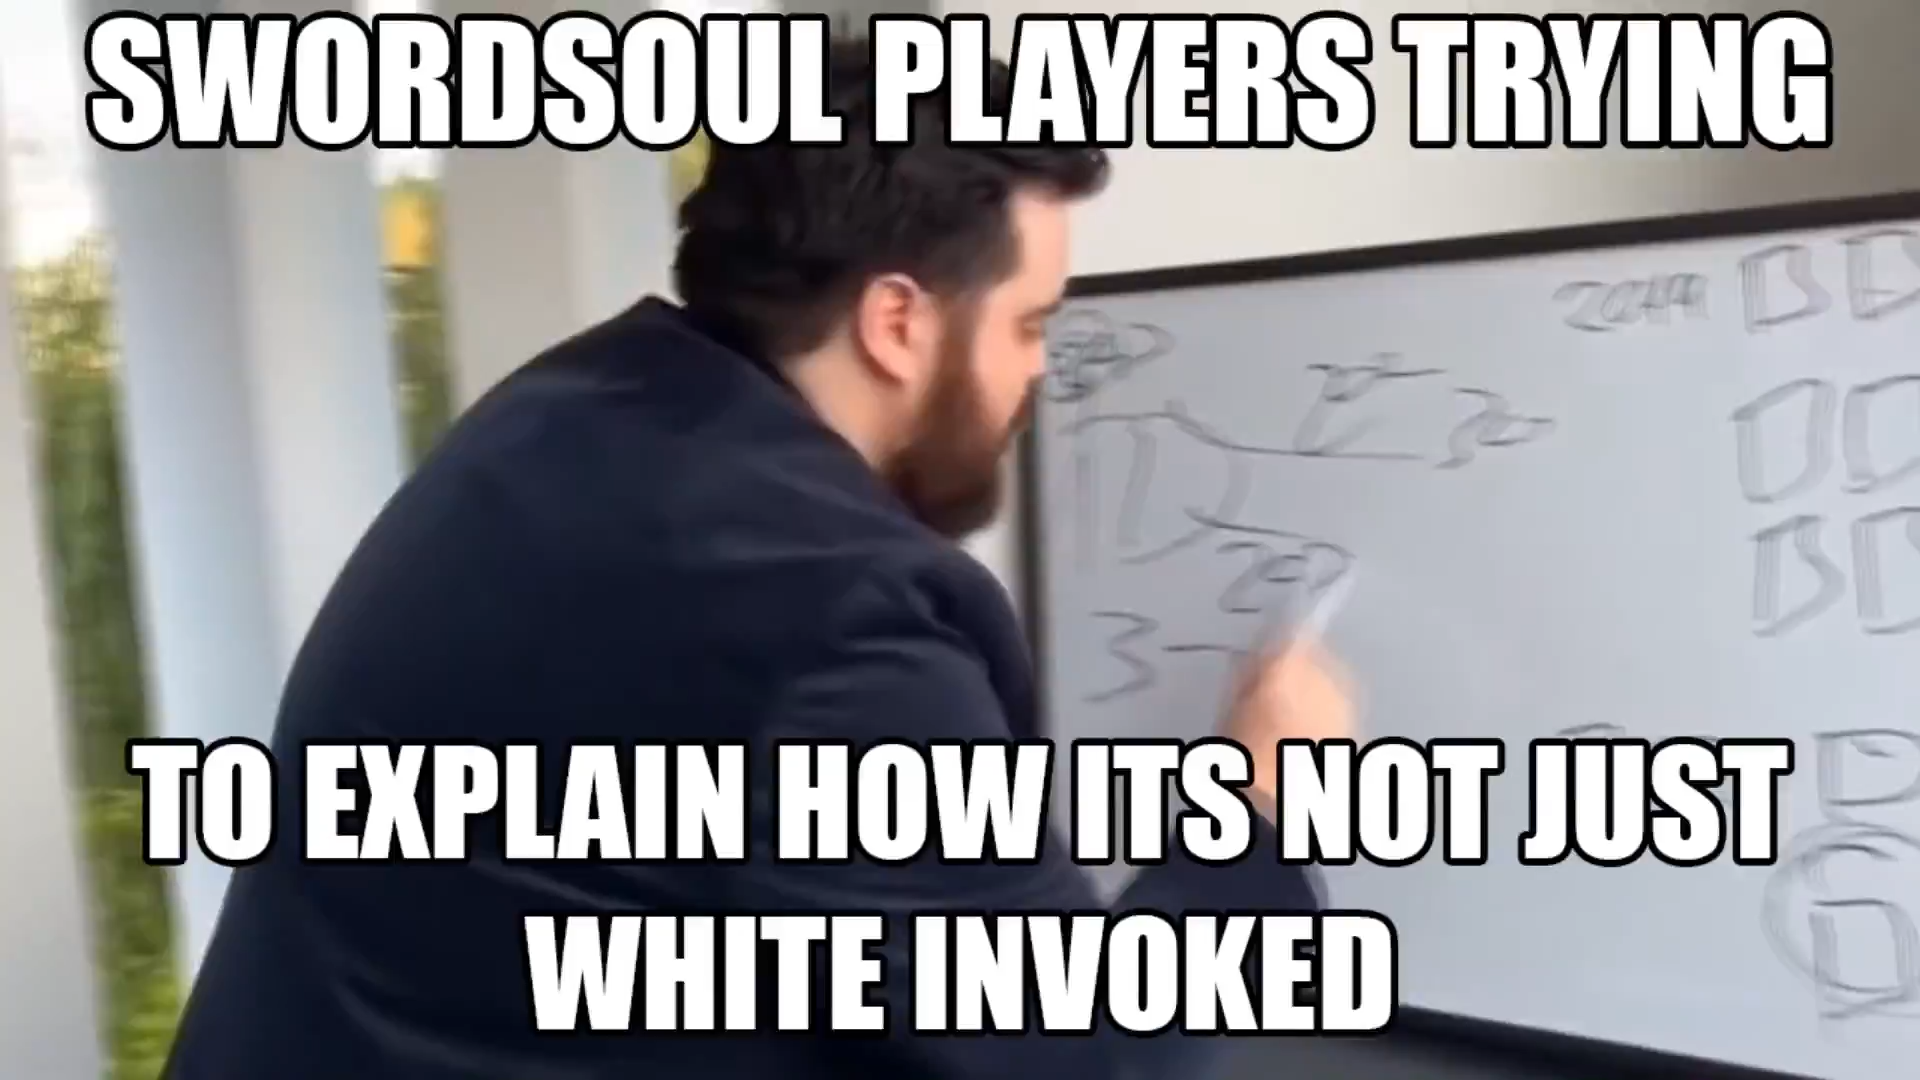 SWORDSOUL PLAYERS TRYING
TO EXPLAIN HOW ITS NOT JUST
WHITE INVOKED